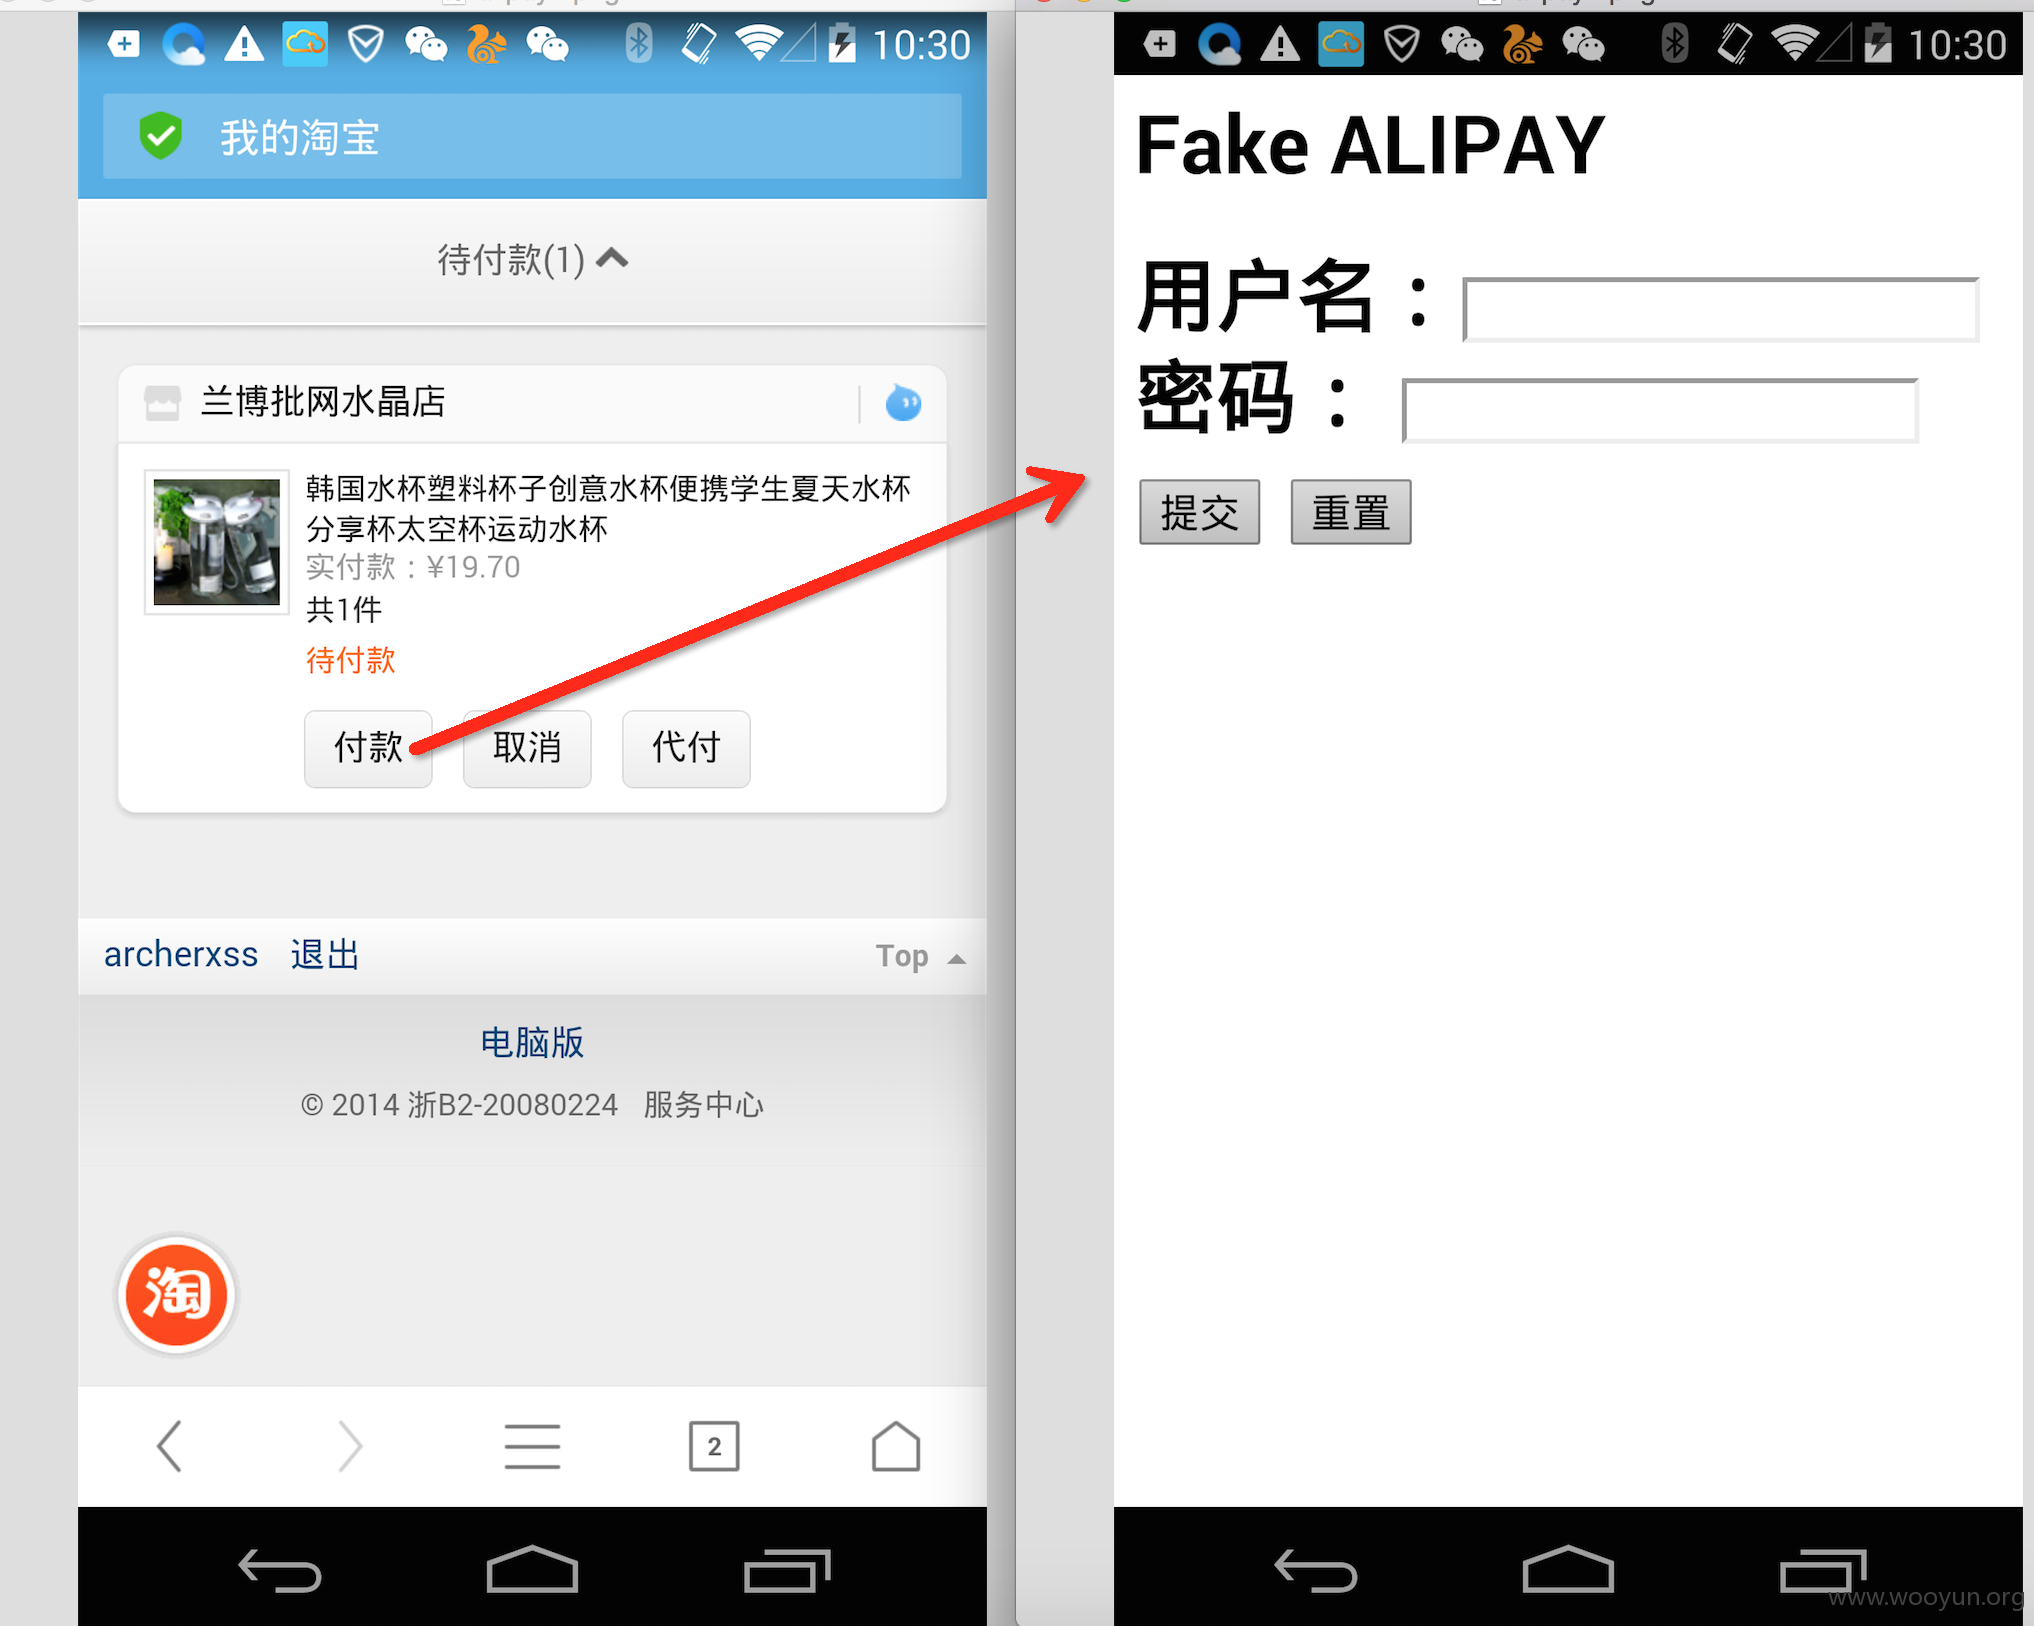 10:30
我的淘宝
待付款(1)
兰博批网水晶店
韩国水杯塑料杯子创意水杯便携学生夏天水杯
分享杯太空杯运动水杯
实付款：¥19.70
共1件
待付款
付款 取消 代付
archerxss 退出 Top
电脑版
© 2014 浙B2-20080224 服务中心
淘
2
10:30
Fake ALIPAY
用户名：
密码：
提交 重置
www.wooyun.org